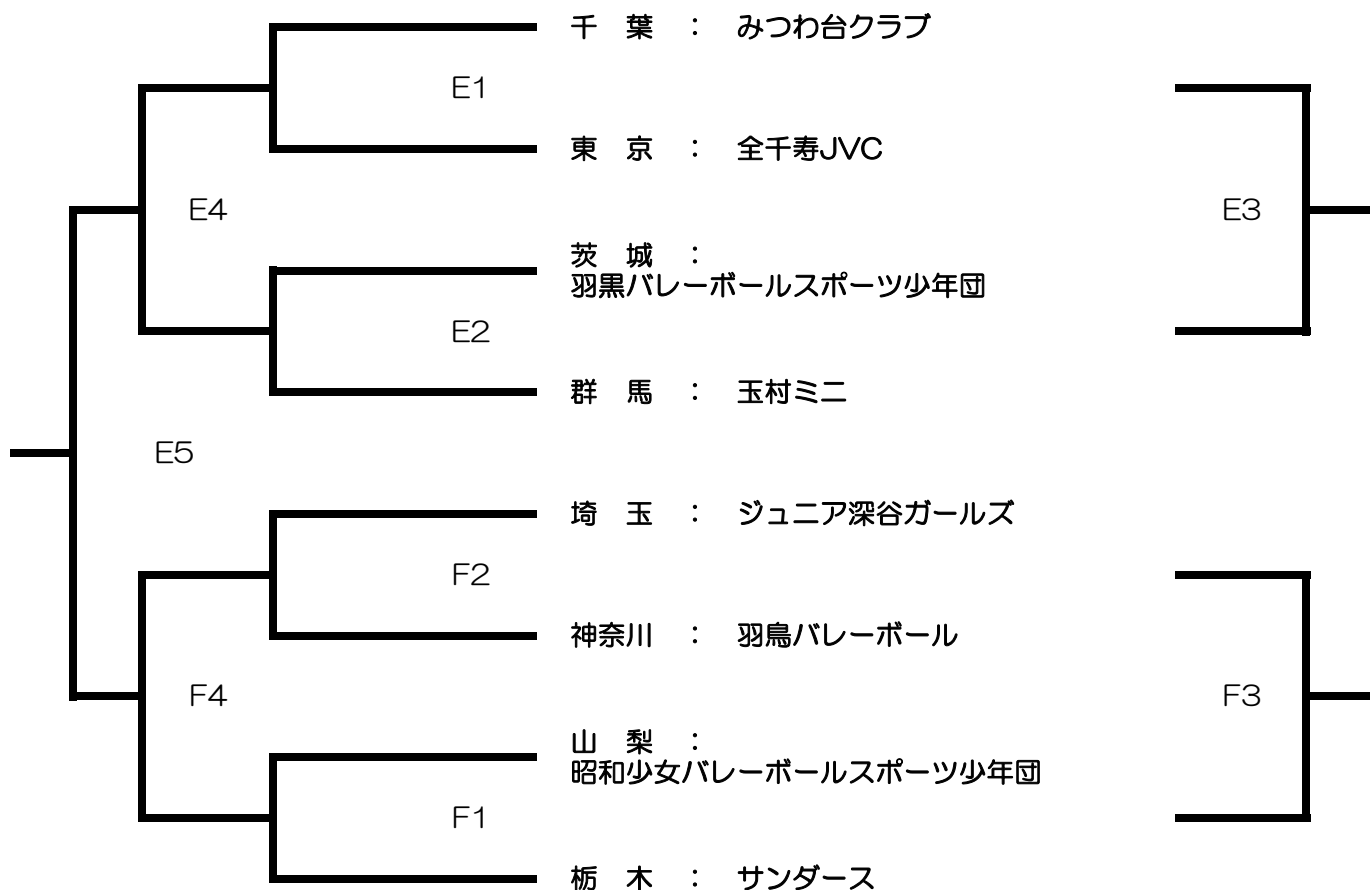 千 葉 : みつわ台クラブ
E1
東 京 : 全千寿JVC
E4
E3
茨 城 :
羽黒バレーボールスポーツ少年団
E2
群 馬 : 玉村ミニ
E5
埼 玉 : ジュニア深谷ガールズ
F2
神奈川 : 羽鳥バレーボール
F4
F3
山 梨 :
昭和少女バレーボールスポーツ少年団
F1
栃 木 : サンダース